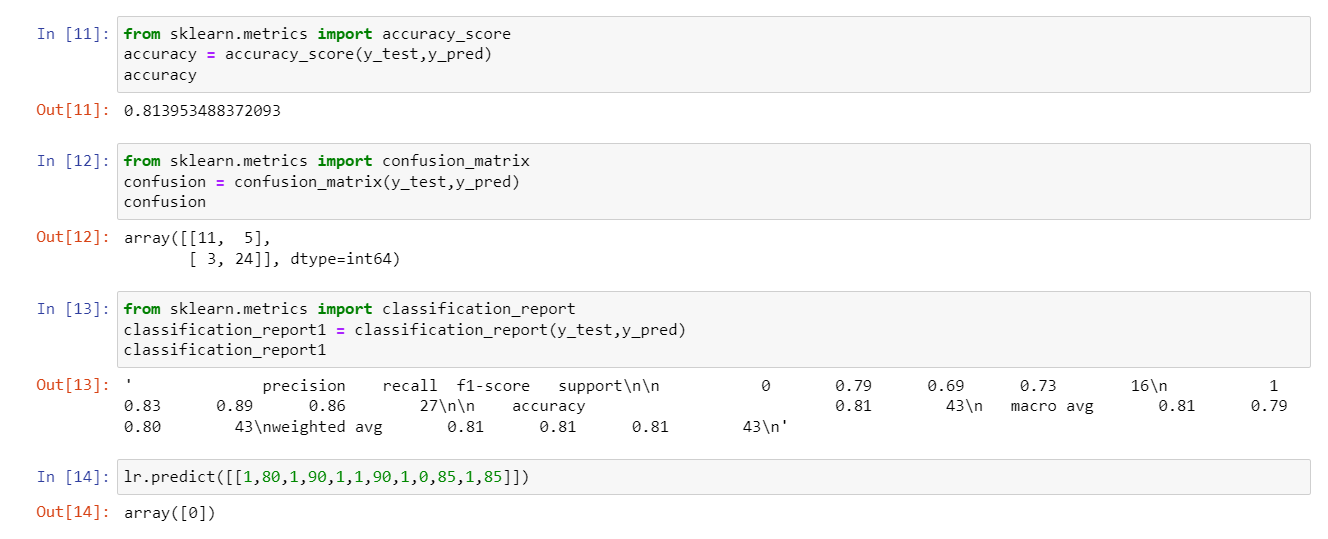 In [11]: from sklearn.metrics import accuracy_score
accuracy = accuracy_score(y_test,y_pred)
accuracy
Out[11]: 0.813953488372093
In [12]: from sklearn.metrics import confusion_matrix
confusion = confusion_matrix(y_test,y_pred)
confusion
Out[12]: array([[11,  5],
       [ 3, 24]], dtype=int64)
In [13]: from sklearn.metrics import classification_report
classification_report1 = classification_report(y_test,y_pred)
classification_report1
Out[13]: '              precision    recall  f1-score   support\n\n           0       0.79      0.69      0.73        16\n           1
0.83      0.89      0.86        27\n\n    accuracy                           0.81        43\n   macro avg       0.81      0.79
0.80        43\nweighted avg       0.81      0.81      0.81        43\n'
In [14]: lr.predict([[1,80,1,90,1,1,90,1,0,85,1,85]])
Out[14]: array([0])